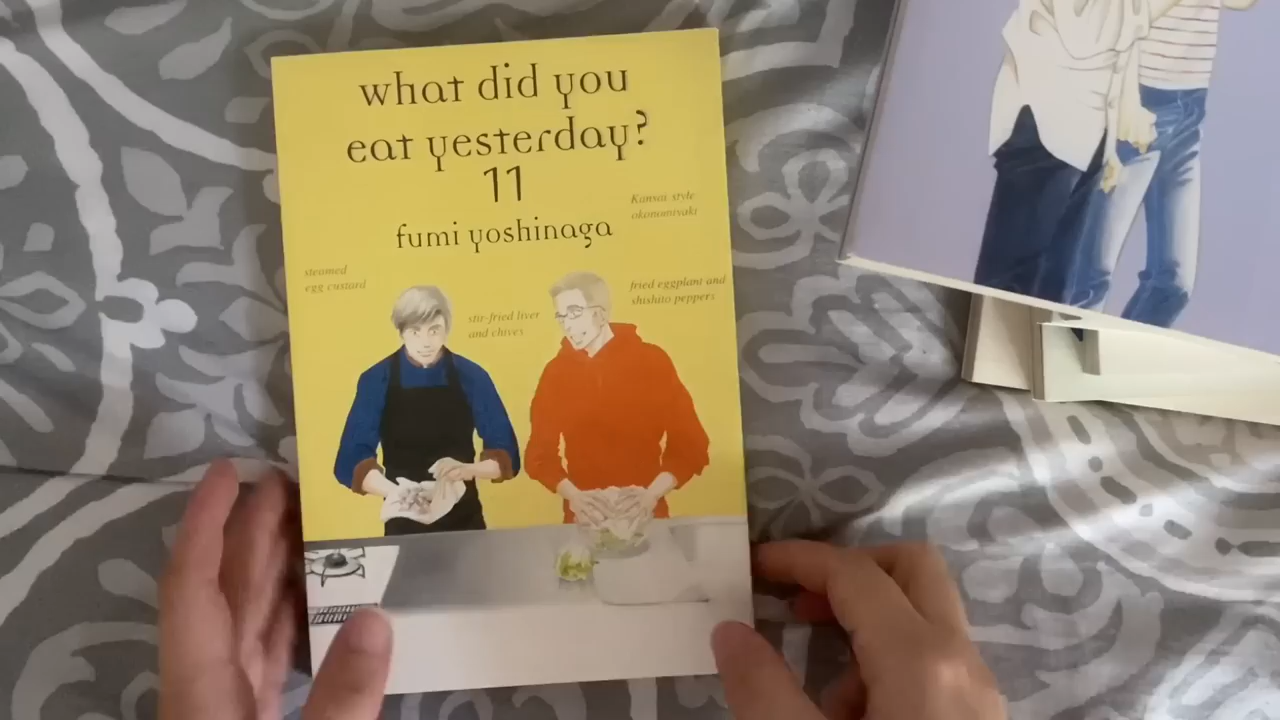 what did you
eat yesterday?
11
fumi yoshinaga
Kansai style
okonomiyaki
steamed
egg custard
stir-fried liver
and chives
fried eggplant and
shishito peppers